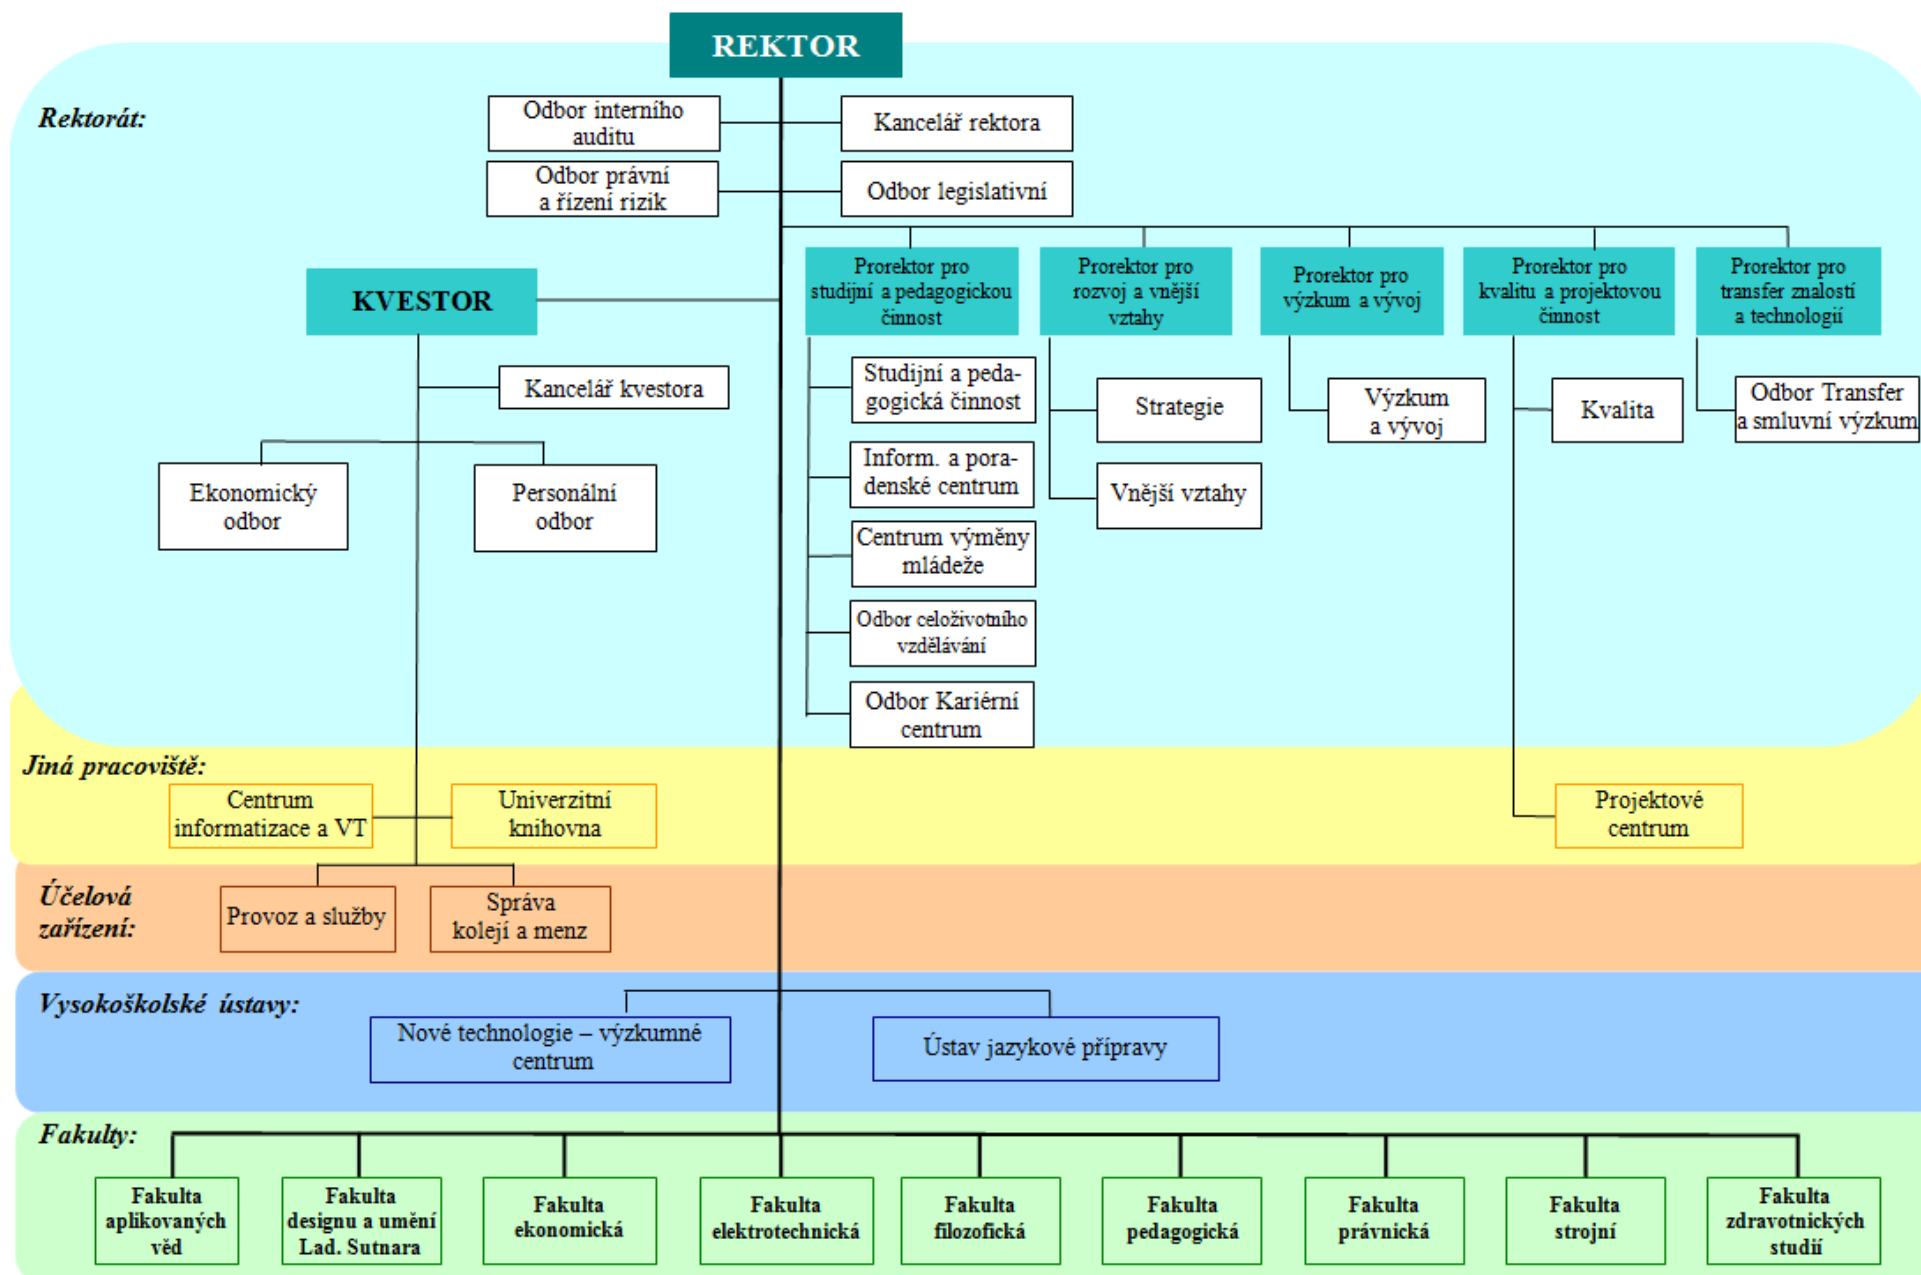 REKTOR
Rektorát:
Odbor interního
auditu
Kancelář rektora
Odbor právní
a řízení rizik
Odbor legislativní
KVESTOR
Prorektor pro
studijní a pedagogickou
činnost
Prorektor pro
rozvoj a vnější
vztahy
Prorektor pro
výzkum a vývoj
Prorektor pro
kvalitu a projektovou
činnost
Prorektor pro
transfer znalostí
a technologií
Kancelář kvestora
Ekonomický
odbor
Personální
odbor
Studijní a peda-
gogická činnost
Inform. a pora-
denské centrum
Centrum výměny
mládeže
Odbor celoživotního
vzdělávání
Odbor Kariérní
centrum
Strategie
Vnější vztahy
Výzkum
a vývoj
Kvalita
Odbor Transfer
a smluvní výzkum
Jiná pracoviště:
Centrum
informatizace a VT
Univerzitní
knihovna
Projektové
centrum
Účelová
zařízení:
Provoz a služby
Správa
kolejí a menz
Vysokoškolské ústavy:
Nové technologie – výzkumné
centrum
Ústav jazykové přípravy
Fakulty:
Fakulta
aplikovaných
věd
Fakulta
designu a umění
Lad. Sutnara
Fakulta
ekonomická
Fakulta
elektrotechnická
Fakulta
filozofická
Fakulta
pedagogická
Fakulta
právnická
Fakulta
strojní
Fakulta
zdravotnických
studií